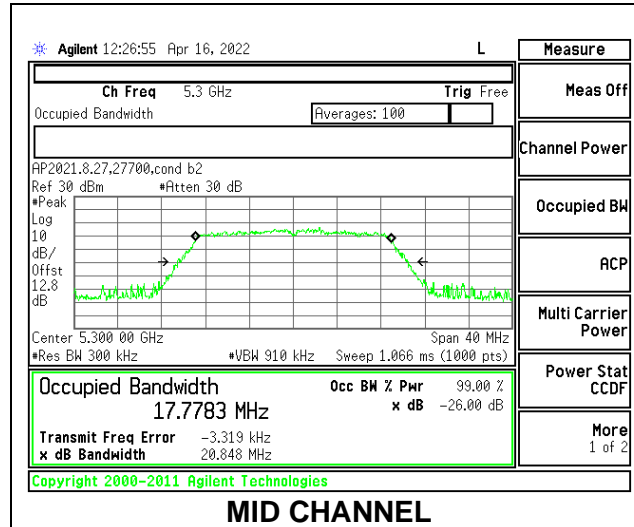 Agilent 12:26:55 Apr 16, 2022 L
Measure
Ch Freq 5.3 GHz Trig Free
Meas Off
Occupied Bandwidth Averages: 100
Channel Power
AP2021.8.27,27700,cond b2
Ref 30 dBm #Atten 30 dB
#Peak
Log
10
dB/
Offst
12.8
dB
Occupied BW
ACP
Center 5.300 00 GHz Span 40 MHz
#Res BW 300 kHz #VBW 910 kHz Sweep 1.066 ms (1000 pts)
Multi Carrier
Power
Occupied Bandwidth Occ BW % Pwr 99.00 %
17.7783 MHz x dB -26.00 dB
Power Stat
CCDF
Transmit Freq Error -3.319 kHz
x dB Bandwidth 20.848 MHz
More
1 of 2
Copyright 2000-2011 Agilent Technologies
MID CHANNEL